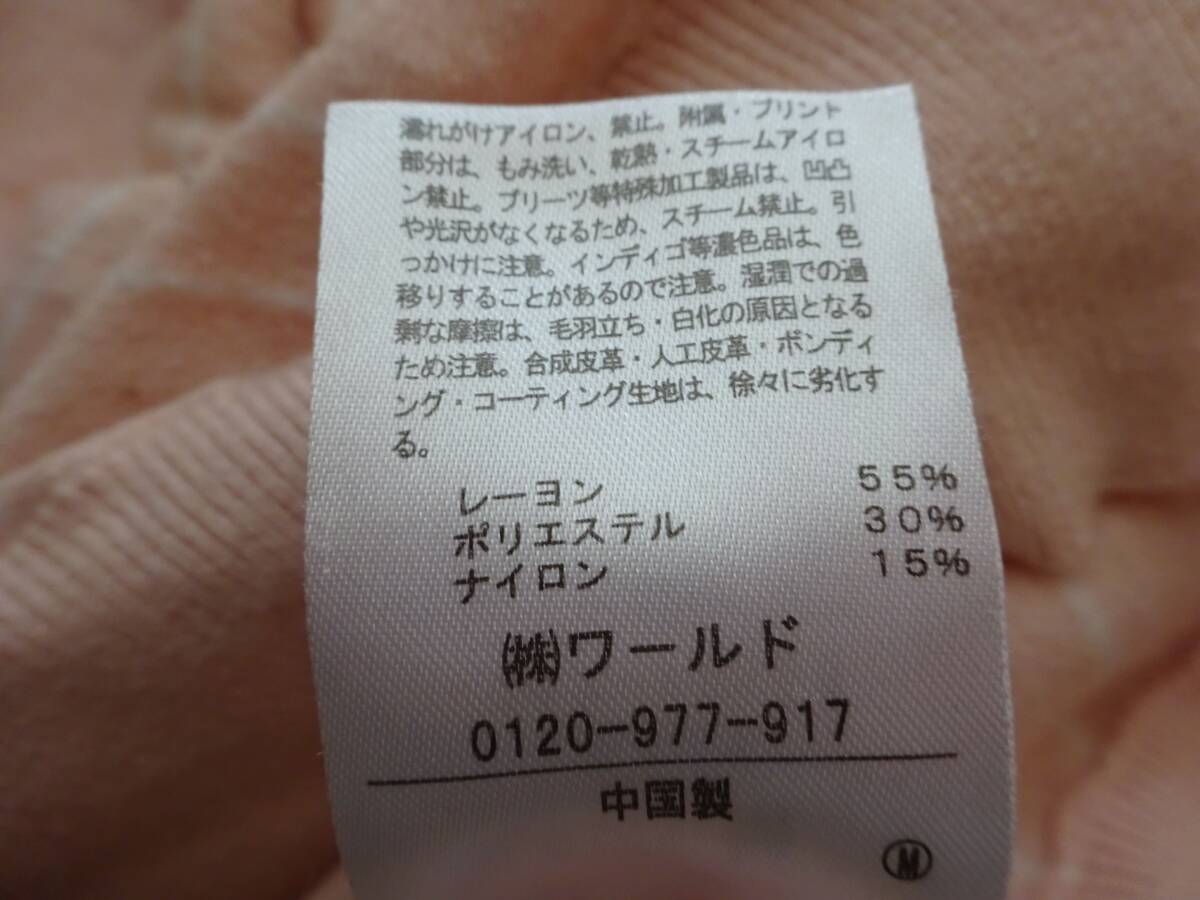 濡れがけアイロン、禁止。附属・プリント
部分は、もみ洗い、乾熱・スチームアイロ
ン禁止。プリーツ等特殊加工製品は、凹凸
や光沢がなくなるため、スチーム禁止。引
っかけに注意。インディゴ等濃色品は、色
移りすることがあるので注意。湿潤での過
剰な摩擦は、毛羽立ち・白化の原因となる
ため注意。合成皮革・人工皮革・ボンディ
ング・コーティング生地は、徐々に劣化す
る。
レーヨン 55%
ポリエステル 30%
ナイロン 15%
㈱ワールド
0120-977-917
中国製
Ⓜ